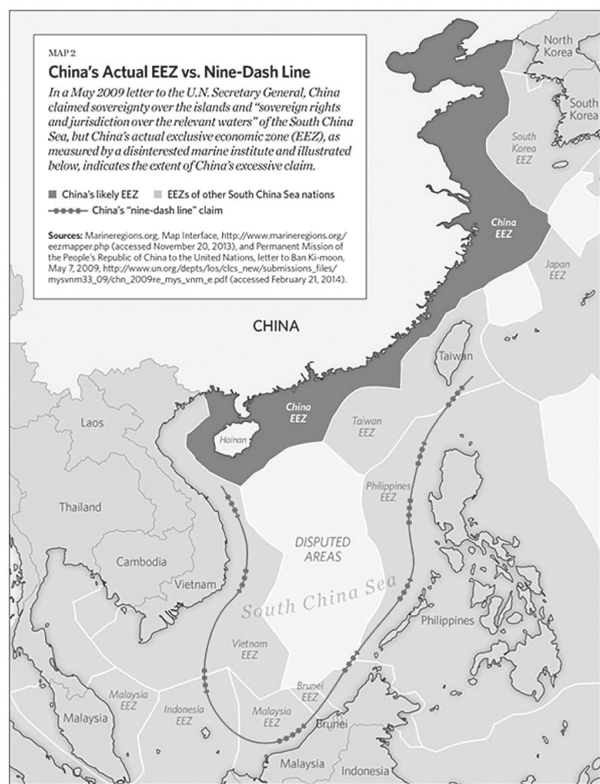 MAP 2
China's Actual EEZ vs. Nine-Dash Line
In a May 2009 letter to the U.N. Secretary General, China
claimed sovereignty over the islands and “sovereign rights
and jurisdiction over the relevant waters” of the South China
Sea, but China's actual exclusive economic zone (EEZ), as
measured by a disinterested marine institute and illustrated
below, indicates the extent of China's excessive claim.
China's likely EEZ EEZs of other South China Sea nations
China's “nine-dash line” claim
Sources: Marineregions.org, Map Interface, http://www.marineregions.org/
eezmapper.php (accessed November 20, 2013), and Permanent Mission of
the People's Republic of China to the United Nations, letter to Ban Ki-moon,
May 7, 2009, http://www.un.org/depts/los/clcs_new/submissions_files/
mysvnm33_09/chn_2009re_mys_vnm_e.pdf (accessed February 21, 2014).
North
Korea
South
Korea
South
Korea
EEZ
China
EEZ
Japan
EEZ
CHINA
Taiwan
China
EEZ
Hainan
Taiwan
EEZ
Laos
Philippines
EEZ
Thailand
DISPUTED
AREAS
Cambodia
Vietnam
South China Sea
Philippines
Vietnam
EEZ
Malaysia
EEZ
Indonesia
EEZ
Malaysia
EEZ
Brunei
EEZ
Malaysia
Brunei
Malaysia
Indonesia